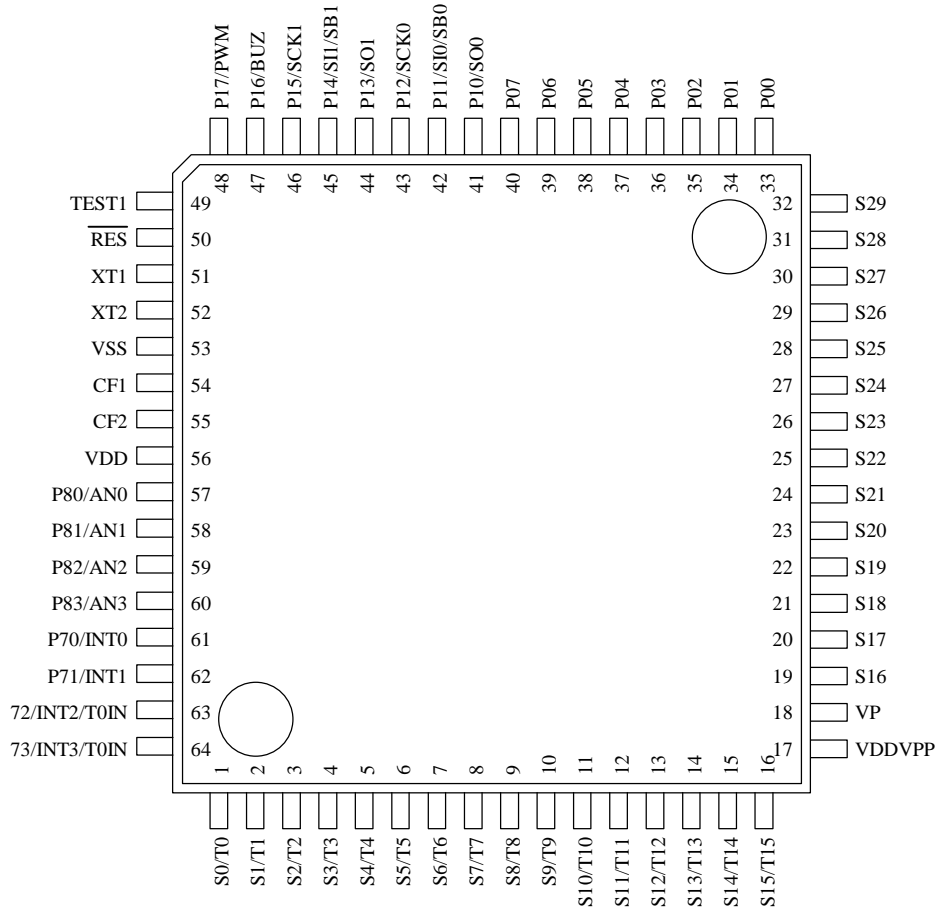 P17/PWM
P16/BUZ
P15/SCK1
P14/SI1/SB1
P13/SO1
P12/SCK0
P11/SI0/SB0
P10/SO0
P07
P06
P05
P04
P03
P02
P01
P00
48
47
46
45
44
43
42
41
40
39
38
37
36
35
34
33
TEST1 49 32 S29
RES 50 31 S28
XT1 51 30 S27
XT2 52 29 S26
VSS 53 28 S25
CF1 54 27 S24
CF2 55 26 S23
VDD 56 25 S22
P80/AN0 57 24 S21
P81/AN1 58 23 S20
P82/AN2 59 22 S19
P83/AN3 60 21 S18
P70/INT0 61 20 S17
P71/INT1 62 19 S16
72/INT2/T0IN 63 18 VP
73/INT3/T0IN 64 17 VDDVPP
1
2
3
4
5
6
7
8
9
10
11
12
13
14
15
16
S0/T0
S1/T1
S2/T2
S3/T3
S4/T4
S5/T5
S6/T6
S7/T7
S8/T8
S9/T9
S10/T10
S11/T11
S12/T12
S13/T13
S14/T14
S15/T15